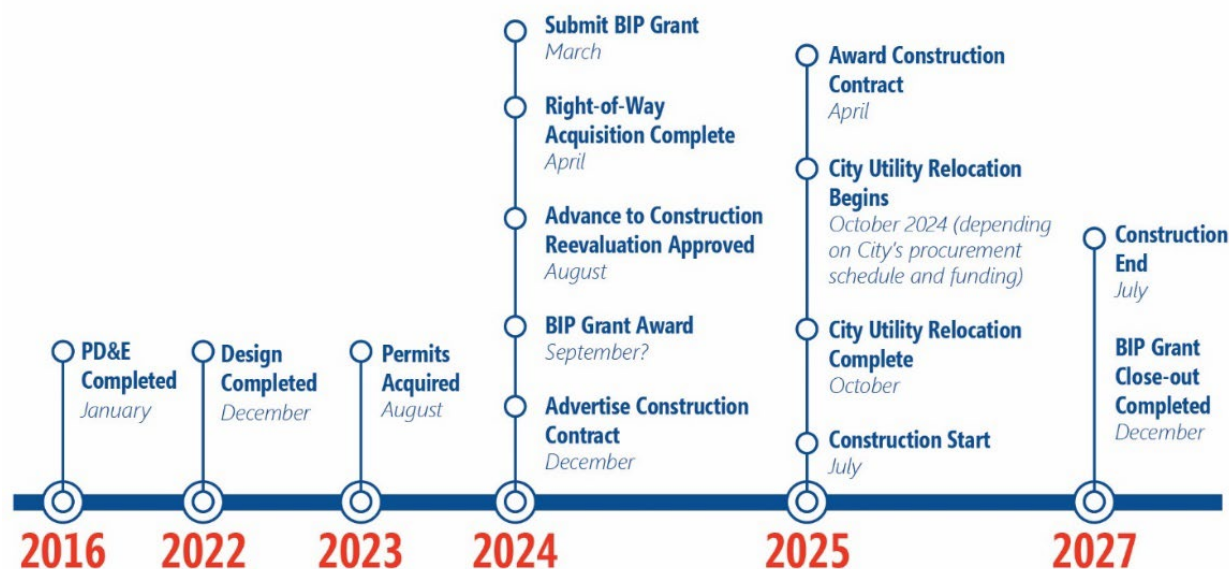 PD&E
Completed
January
2016
Design
Completed
December
2022
Permits
Acquired
August
2023
Submit BIP Grant
March
Right-of-Way
Acquisition Complete
April
Advance to Construction
Reevaluation Approved
August
BIP Grant Award
September?
Advertise Construction
Contract
December
2024
Award Construction
Contract
April
City Utility Relocation
Begins
October 2024 (depending
on City's procurement
schedule and funding)
City Utility Relocation
Complete
October
Construction Start
July
2025
Construction
End
July
BIP Grant
Close-out
Completed
December
2027